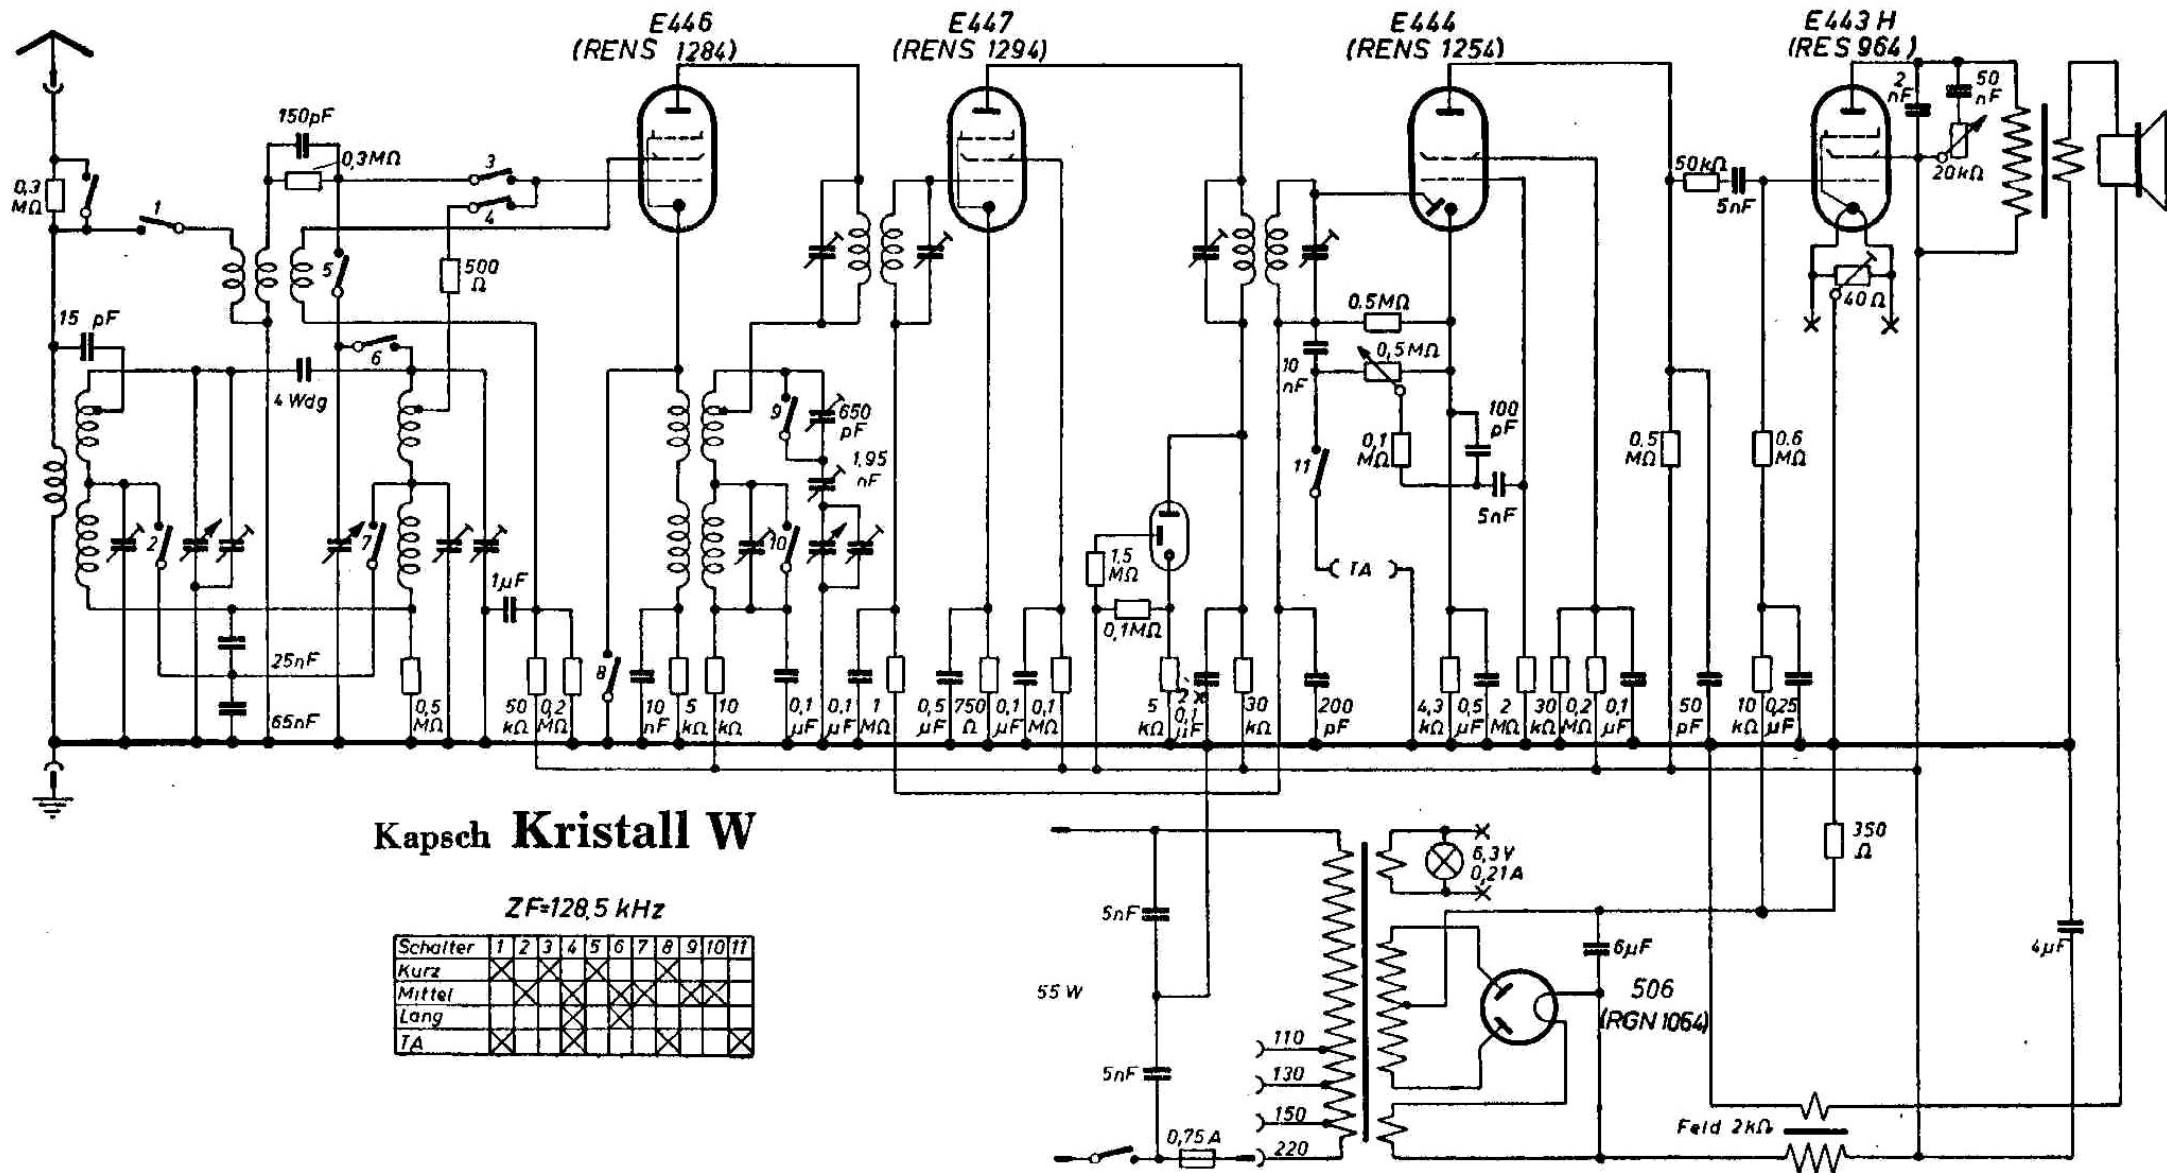 E446
(RENS 1284)
E447
(RENS 1294)
E444
(RENS 1254)
E443 H
(RES 964)
2
nF
50
nF
150pF
0,3MΩ
3
0,3
MΩ
1
4
50kΩ
5nF
20kΩ
5
500
Ω
40Ω
15 pF
0.5MΩ
6
0,5MΩ
10
nF
4 Wdg
9
650
pF
100
pF
1,95
nF
11
0,1
MΩ
0.5
MΩ
0.6
MΩ
5nF
2
7
10
1,5
MΩ
TA
1µF
0,1MΩ
25nF
8
65nF
0,5
MΩ
50
kΩ
0,2
MΩ
10
nF
5
kΩ
10
kΩ
0,1
µF
0,1
µF
1
MΩ
0,5
µF
750
Ω
0,1
µF
0,1
MΩ
5
kΩ
2 x
0,1
µF
30
kΩ
200
pF
4,3
kΩ
0,5
µF
2
MΩ
30
kΩ
0,2
MΩ
0,1
µF
50
pF
10
kΩ
0,25
µF
Kapsch Kristall W
350
Ω
6,3V
0,21A
ZF=128,5 kHz
5nF
Schalter 1 2 3 4 5 6 7 8 9 10 11
Kurz
Mittel
Lang
TA
6µF
4µF
55 W
506
(RGN 1064)
110
5nF
130
150
0,75A
220
Feld 2kΩ